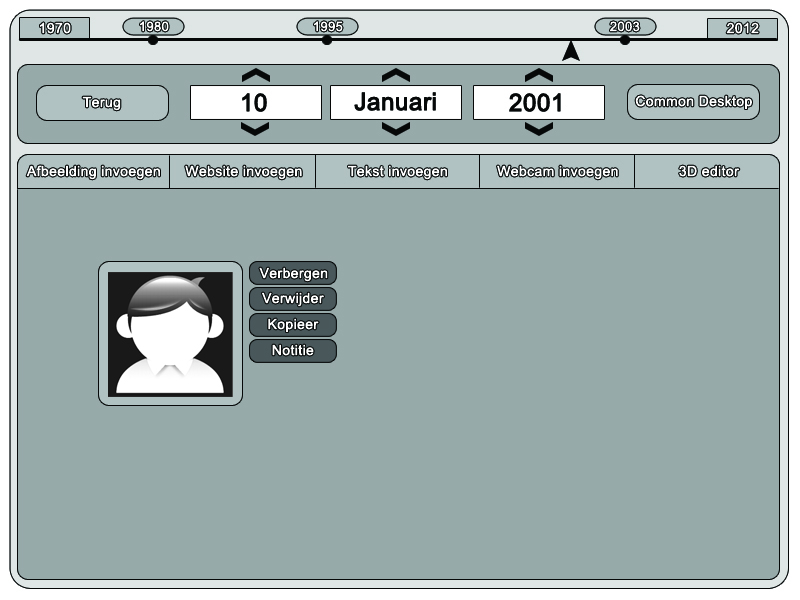 1970 1980 1995 2003 2012
Terug 10 Januari 2001 Common Desktop
Afbeelding invoegen Website invoegen Tekst invoegen Webcam invoegen 3D editor
Verbergen
Verwijder
Kopieer
Notitie